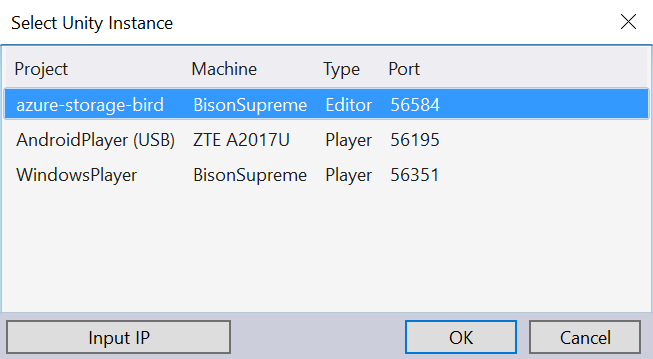 Select Unity Instance
Project Machine Type Port
azure-storage-bird BisonSupreme Editor 56584
AndroidPlayer (USB) ZTE A2017U Player 56195
WindowsPlayer BisonSupreme Player 56351
Input IP OK Cancel